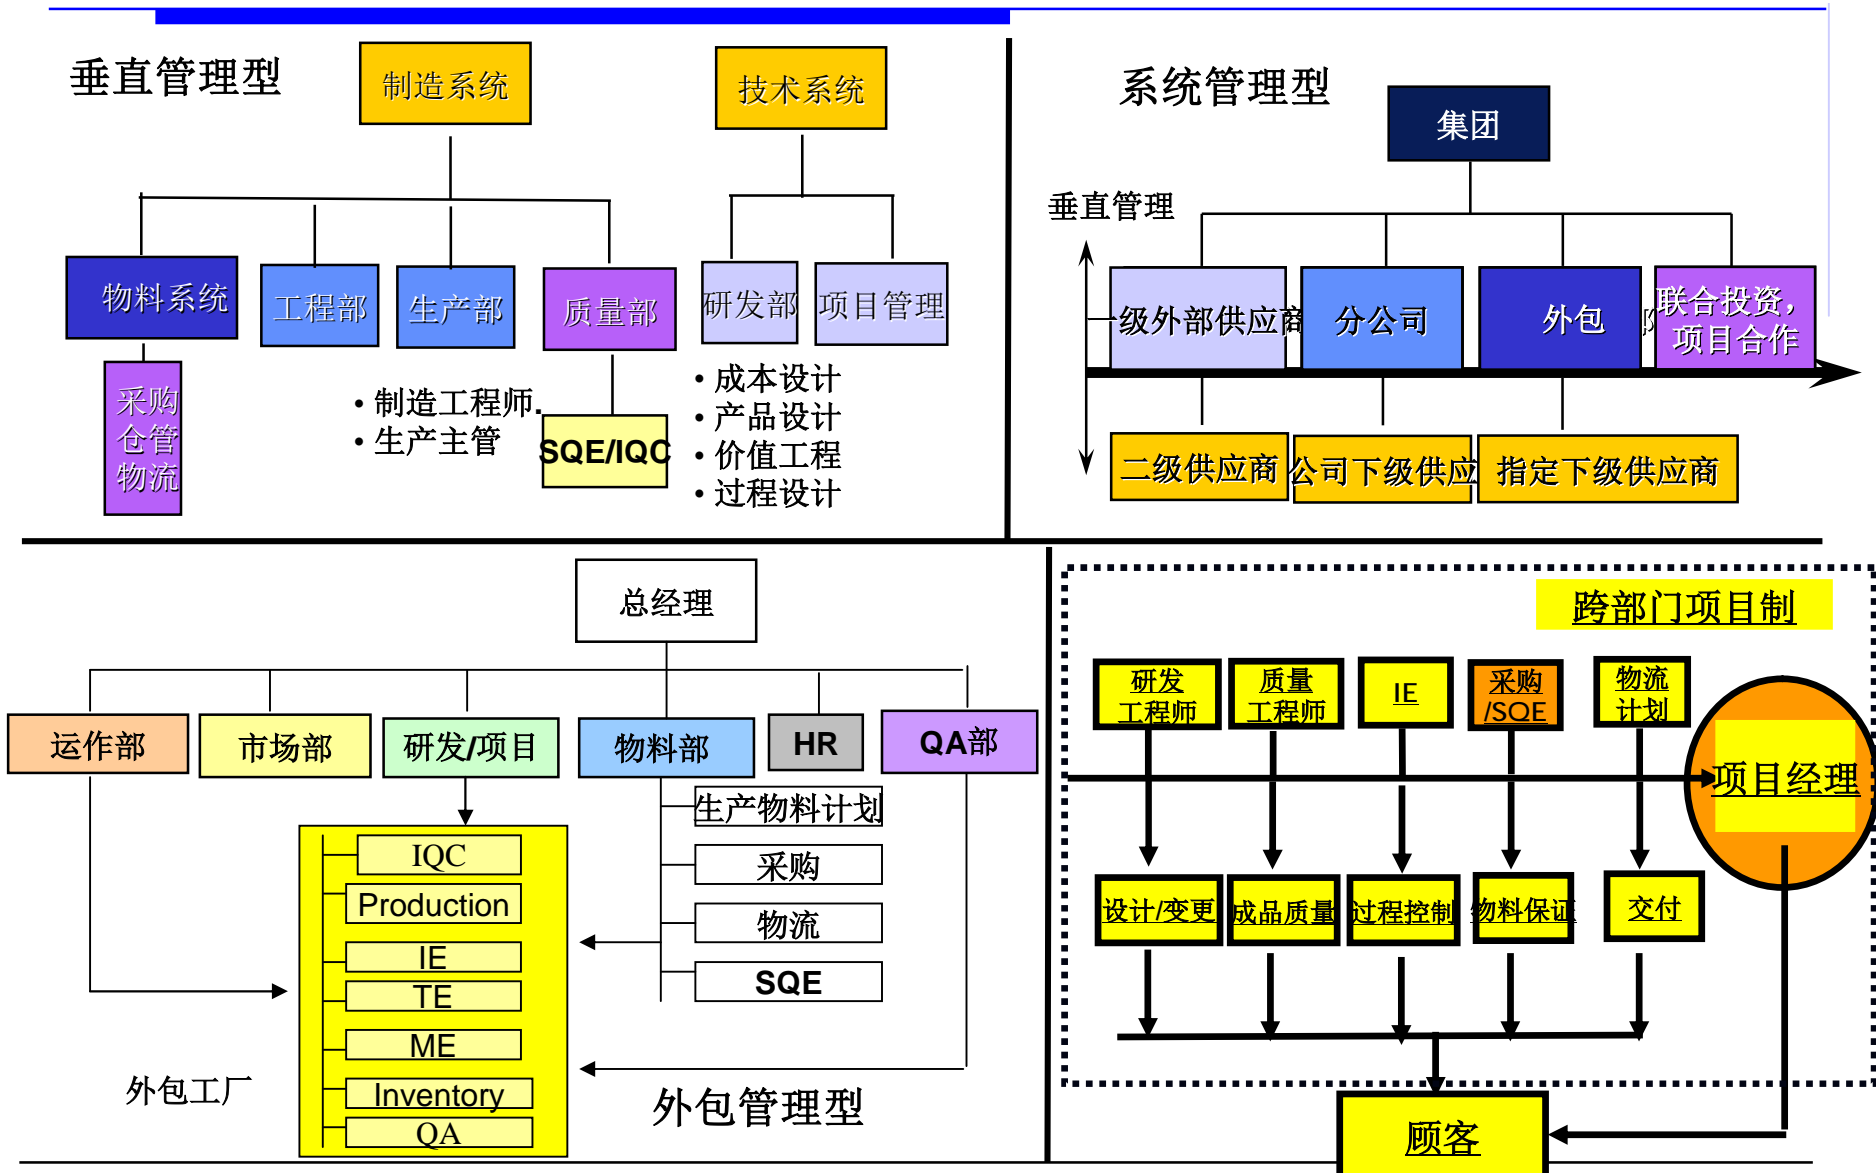 垂直管理型
制造系统
技术系统
物料系统
工程部
生产部
质量部
研发部
项目管理
采购
仓管
物流
• 制造工程师.
• 生产主管
SQE/IQC
• 成本设计
• 产品设计
• 价值工程
• 过程设计
系统管理型
集团
垂直管理
一级外部供应商
分公司
外包
联合投资，
项目合作
二级供应商
公司下级供应
指定下级供应商
总经理
运作部
市场部
研发/项目
物料部
HR
QA部
生产物料计划
采购
物流
SQE
IQC
Production
IE
TE
ME
Inventory
QA
外包工厂
外包管理型
跨部门项目制
研发
工程师
质量
工程师
IE
采购
/SQE
物流
计划
项目经理
设计/变更
成品质量
过程控制
物料保证
交付
顾客